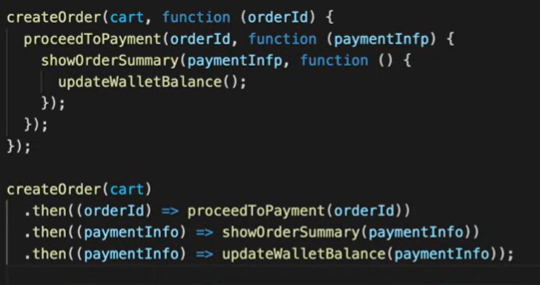 createOrder(cart, function (orderId) {
  proceedToPayment(orderId, function (paymentInfp) {
    showOrderSummary(paymentInfp, function () {
      updateWalletBalance();
    });
  });
});

createOrder(cart)
  .then((orderId) => proceedToPayment(orderId))
  .then((paymentInfo) => showOrderSummary(paymentInfo))
  .then((paymentInfo) => updateWalletBalance(paymentInfo));